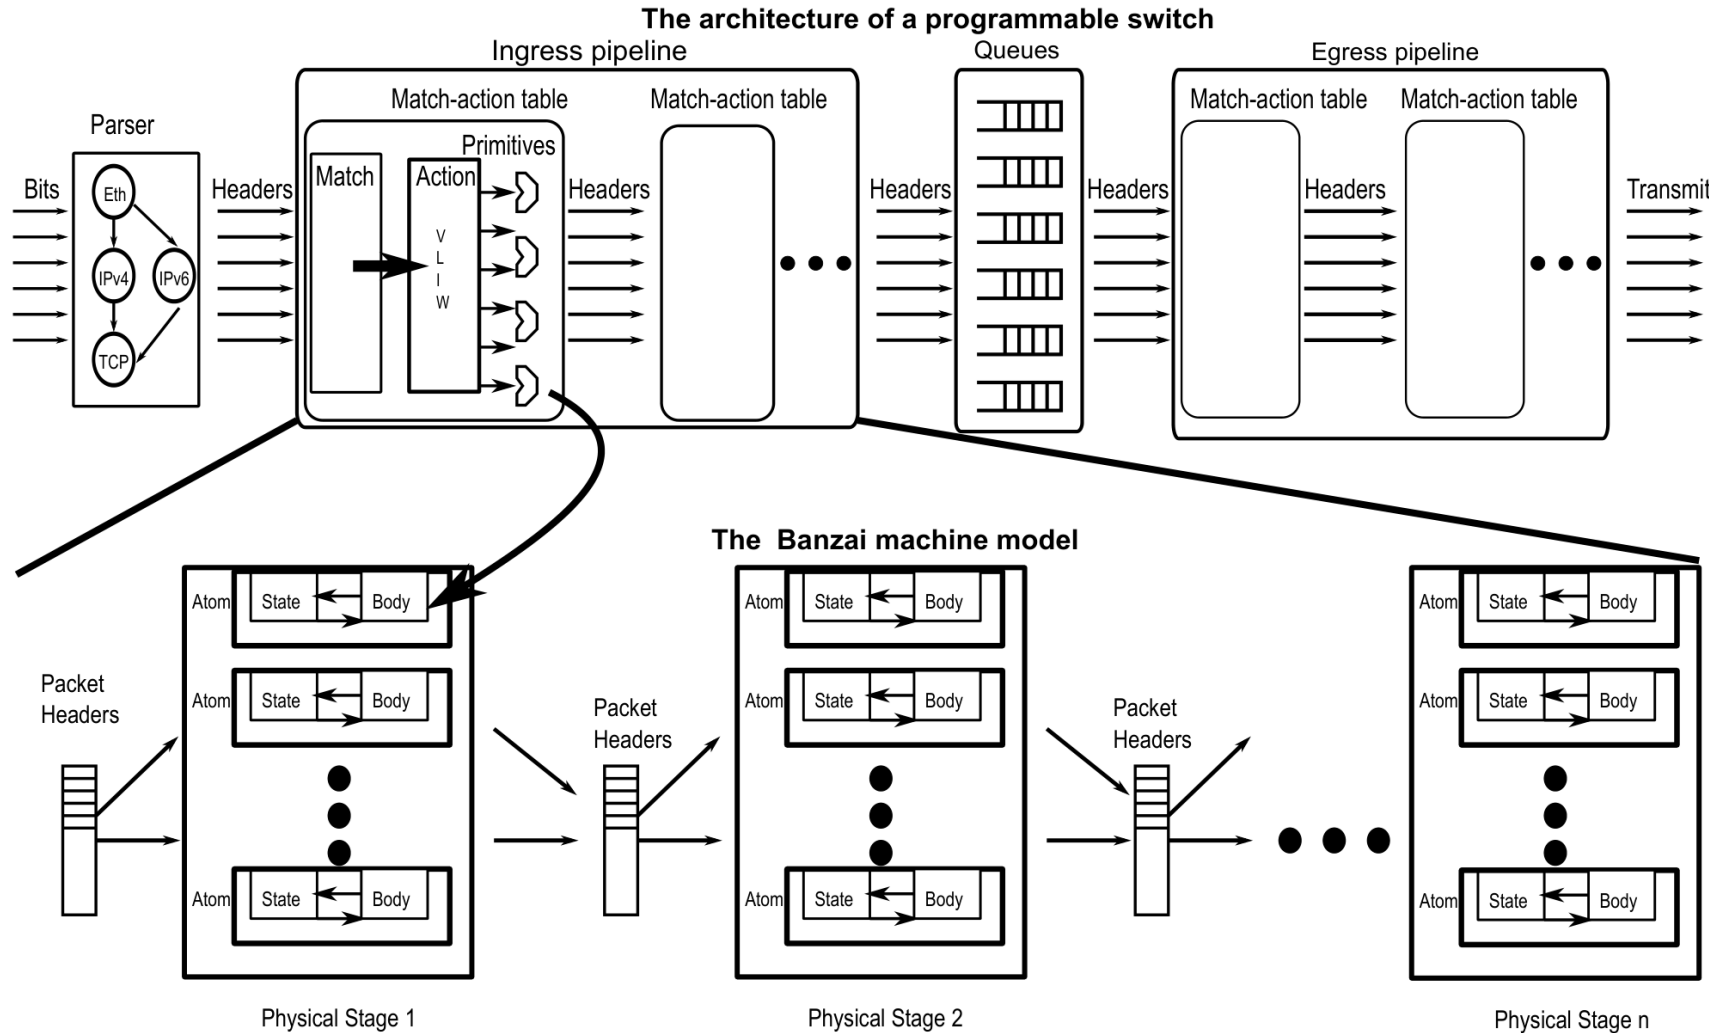 The architecture of a programmable switch
Ingress pipeline
Queues
Egress pipeline
Match-action table
Match-action table
Match-action table
Match-action table
Parser
Primitives
Bits
Headers
Match
Action
Headers
Headers
Headers
Headers
Transmit
Eth
IPv4
IPv6
TCP
V
L
I
W
The Banzai machine model
Atom State Body
Atom State Body
Atom State Body
Atom State Body
Atom State Body
Atom State Body
Packet
Headers
Packet
Headers
Packet
Headers
Atom State Body
Atom State Body
Atom State Body
Physical Stage 1
Physical Stage 2
Physical Stage n